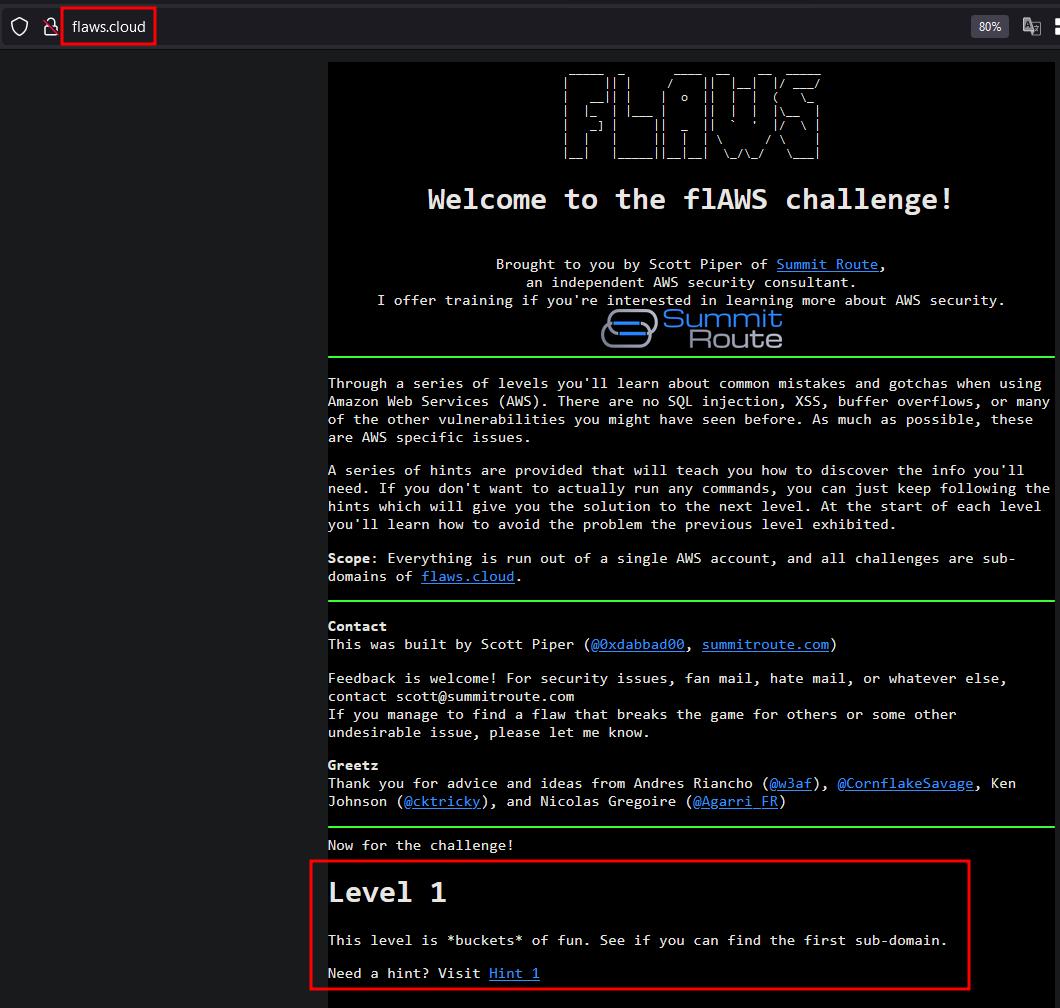 flaws.cloud
80%
FLAWS
Welcome to the flAWS challenge!
Brought to you by Scott Piper of Summit Route,
an independent AWS security consultant.
I offer training if you're interested in learning more about AWS security.
Summit
Route
Through a series of levels you'll learn about common mistakes and gotchas when using
Amazon Web Services (AWS). There are no SQL injection, XSS, buffer overflows, or many
of the other vulnerabilities you might have seen before. As much as possible, these
are AWS specific issues.
A series of hints are provided that will teach you how to discover the info you'll
need. If you don't want to actually run any commands, you can just keep following the
hints which will give you the solution to the next level. At the start of each level
you'll learn how to avoid the problem the previous level exhibited.
Scope: Everything is run out of a single AWS account, and all challenges are sub-
domains of flaws.cloud.
Contact
This was built by Scott Piper (@0xdabbad00, summitroute.com)
Feedback is welcome! For security issues, fan mail, hate mail, or whatever else,
contact scott@summitroute.com
If you manage to find a flaw that breaks the game for others or some other
undesirable issue, please let me know.
Greetz
Thank you for advice and ideas from Andres Riancho (@w3af), @CornflakeSavage, Ken
Johnson (@cktricky), and Nicolas Gregoire (@Agarri_FR)
Now for the challenge!
Level 1
This level is *buckets* of fun. See if you can find the first sub-domain.
Need a hint? Visit Hint 1